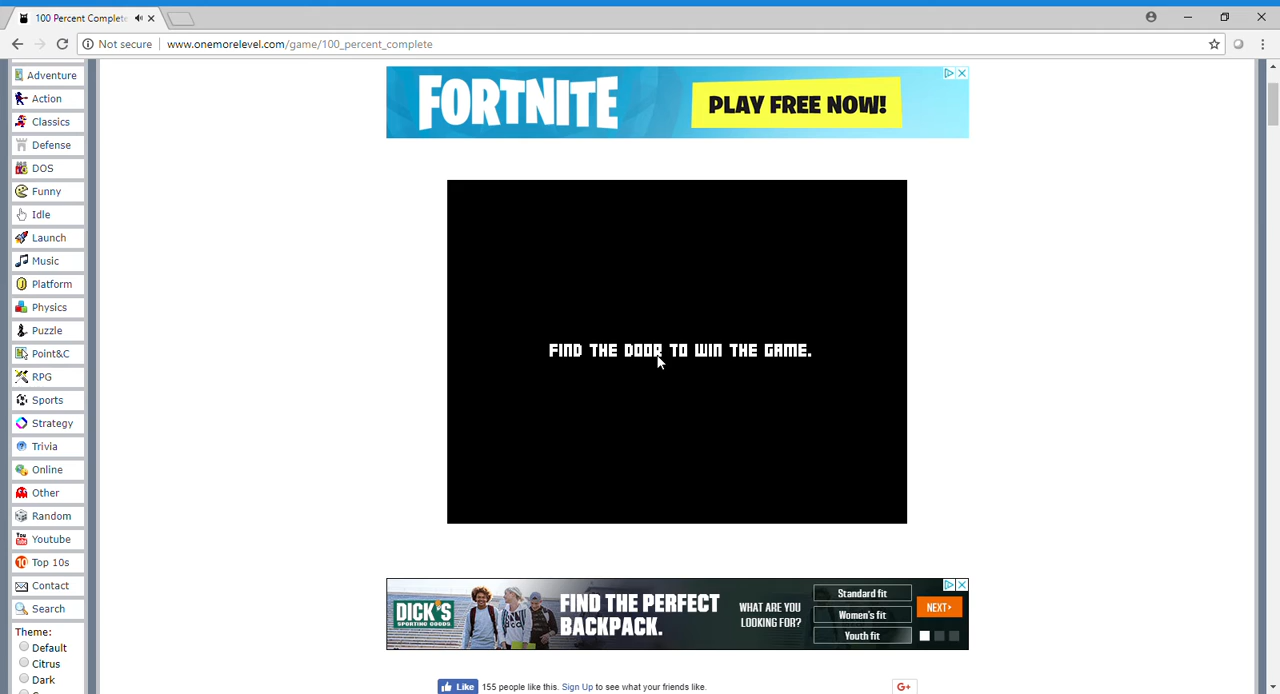 100 Percent Complete
Not secure
www.onemorelevel.com/game/100_percent_complete
Adventure
Action
Classics
Defense
DOS
Funny
Idle
Launch
Music
Platform
Physics
Puzzle
Point&C
RPG
Sports
Strategy
Trivia
Online
Other
Random
Youtube
Top 10s
Contact
Search
Theme:
Default
Citrus
Dark
FORTNITE
PLAY FREE NOW!
FIND THE DOOR TO WIN THE GAME.
DICK'S
SPORTING GOODS
FIND THE PERFECT
BACKPACK.
WHAT ARE YOU
LOOKING FOR?
Standard fit
Women's fit
Youth fit
NEXT
Like
155 people like this. Sign Up to see what your friends like.
G+